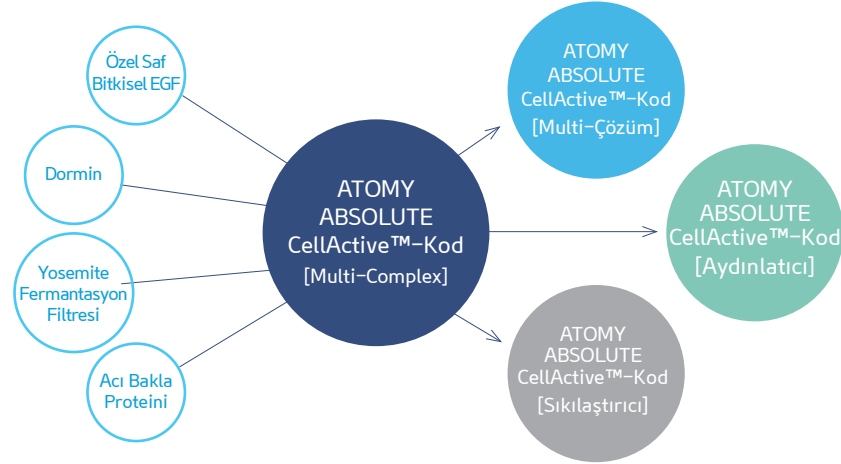 Özel Saf
Bitkisel EGF
Dormin
Yosemite
Fermantasyon
Filtresi
Acı Bakla
Proteini
ATOMY
ABSOLUTE
CellActive™-Kod
[Multi-Complex]
ATOMY
ABSOLUTE
CellActive™-Kod
[Multi-Çözüm]
ATOMY
ABSOLUTE
CellActive™-Kod
[Aydınlatıcı]
ATOMY
ABSOLUTE
CellActive™-Kod
[Sıkılaştırıcı]